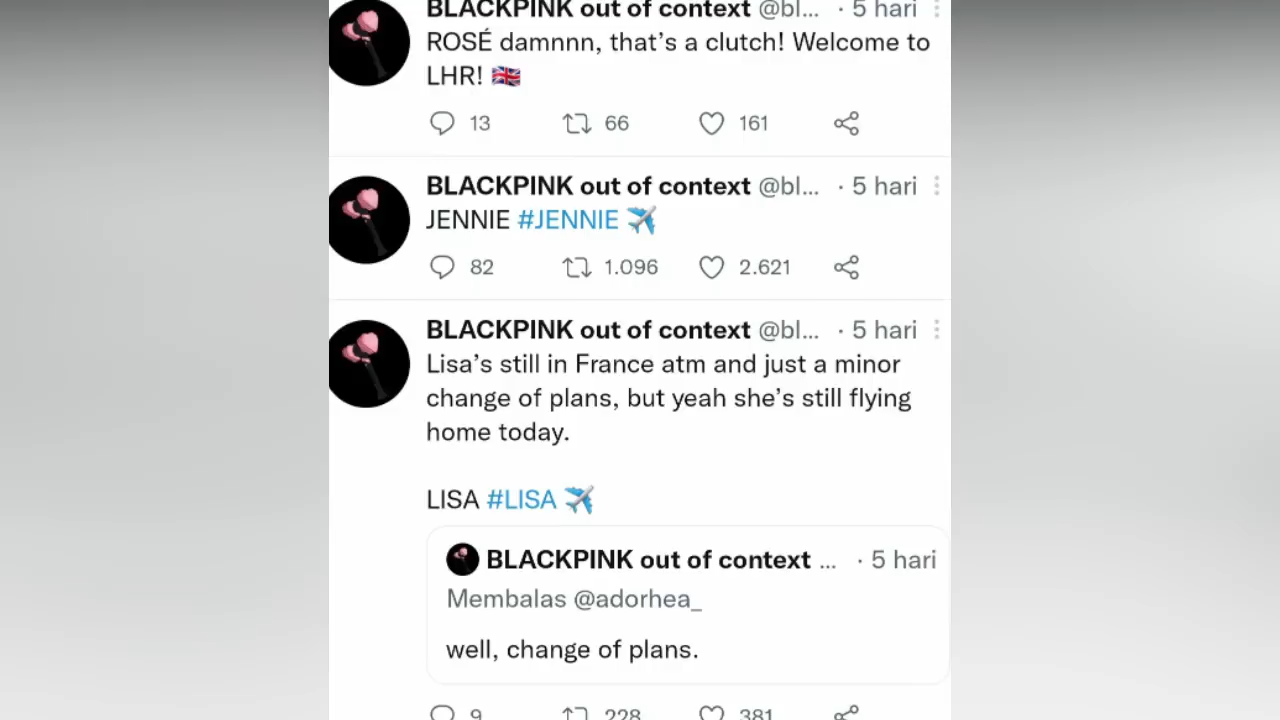 BLACKPINK out of context @bl... · 5 hari
ROSÉ damnnn, that's a clutch! Welcome to
LHR! 🇬🇧
13 66 161
BLACKPINK out of context @bl... · 5 hari
JENNIE #JENNIE ✈️
82 1.096 2.621
BLACKPINK out of context @bl... · 5 hari
Lisa's still in France atm and just a minor
change of plans, but yeah she's still flying
home today.
LISA #LISA ✈️
BLACKPINK out of context ... · 5 hari
Membalas @adorhea_
well, change of plans.
9 228 381